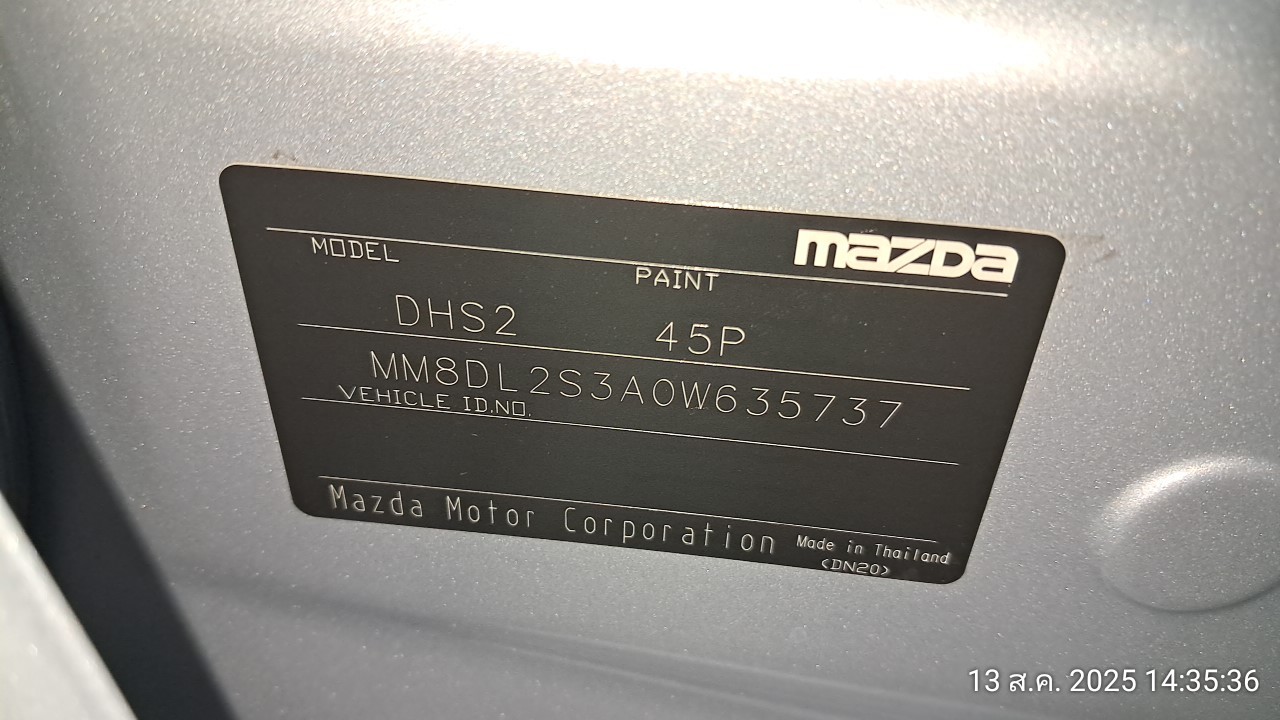 mazda
MODEL PAINT
DHS2 45P
MM8DL2S3A0W635737
VEHICLE ID.NO.
Mazda Motor Corporation Made in Thailand
<DN20>
13 ส.ค. 2025 14:35:36